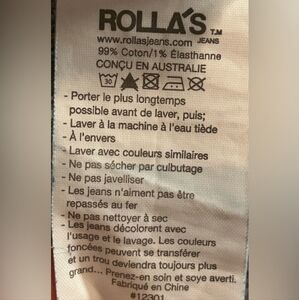 ROLLA'S TM
www.rollasjeans.com JEANS
99% Coton/1% Élasthanne
CONÇU EN AUSTRALIE
30
- Porter le plus longtemps
possible avant de laver, puis;
- Laver à la machine à l'eau tiède
- À l'envers
- Laver avec couleurs similaires
- Ne pas sécher par culbutage
- Ne pas javelliser
- Les jeans n'aiment pas être
repassés au fer
- Ne pas nettoyer à sec
- Les jeans décolorent avec
l'usage et le lavage. Les couleurs
foncées peuvent se transférer
et un trou deviendra toujours plus
grand... Prenez-en soin et soye averti.
Fabriqué en Chine
#12301